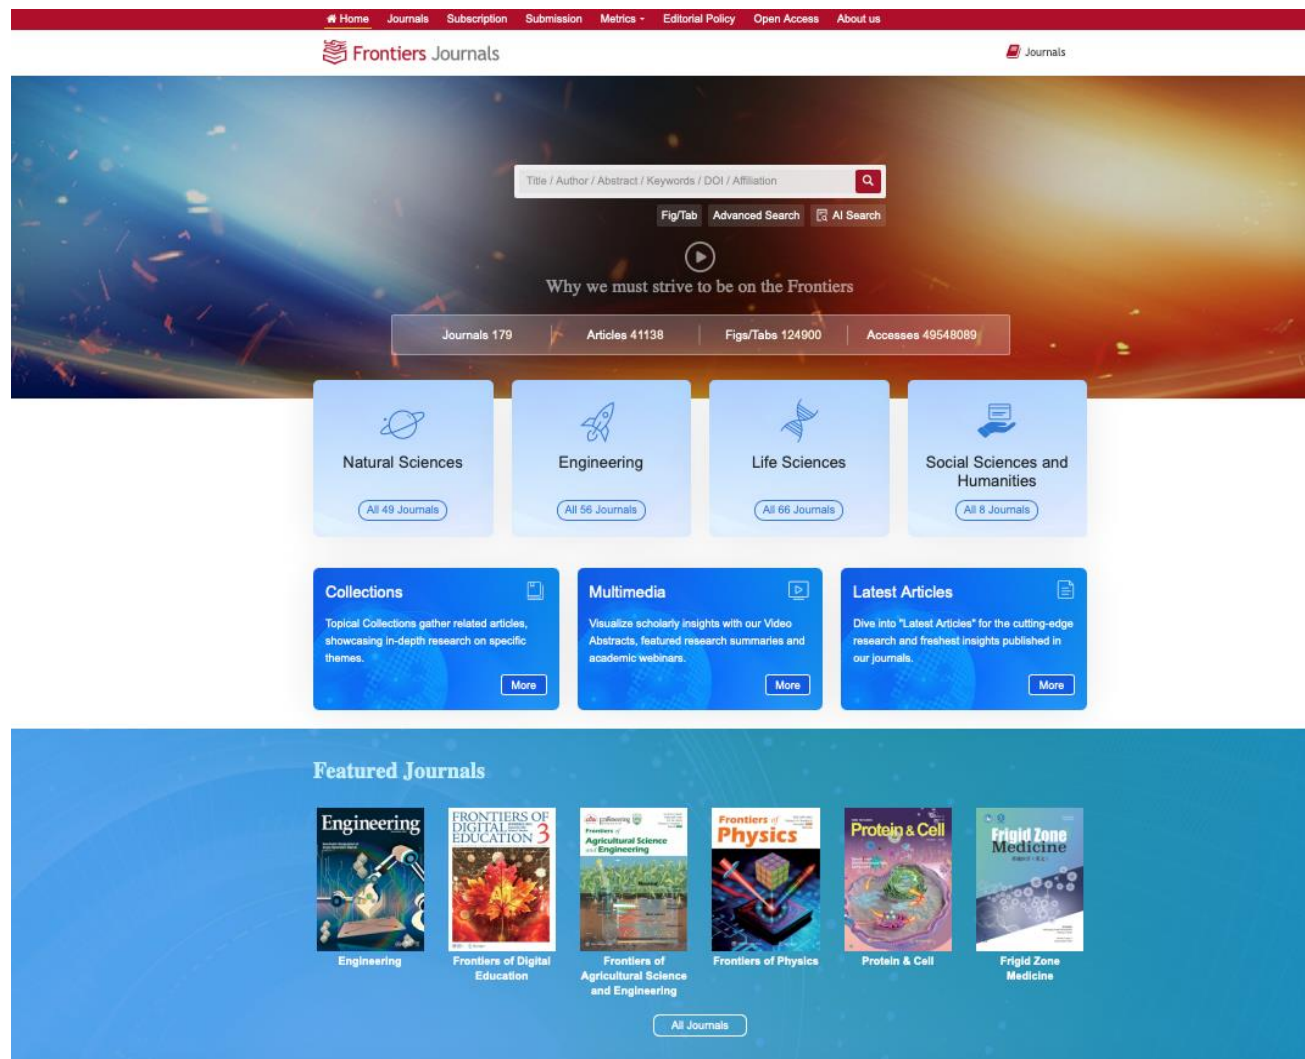 Home Journals Subscription Submission Metrics Editorial Policy Open Access About us
Frontiers Journals
Journals
Title / Author / Abstract / Keywords / DOI / Affiliation
Fig/Tab Advanced Search AI Search
Why we must strive to be on the Frontiers
Journals 179 Articles 41138 Figs/Tabs 124900 Accesses 49548089
Natural Sciences
All 49 Journals
Engineering
All 56 Journals
Life Sciences
All 66 Journals
Social Sciences and
Humanities
All 8 Journals
Collections
Topical Collections gather related articles,
showcasing in-depth research on specific
themes.
More
Multimedia
Visualize scholarly insights with our Video
Abstracts, featured research summaries and
academic webinars.
More
Latest Articles
Dive into "Latest Articles" for the cutting-edge
research and freshest insights published in
our journals.
More
Featured Journals
Engineering
Engineering
FRONTIERS OF
DIGITAL
EDUCATION 3
Frontiers of Digital
Education
Engineering
Frontiers of
Agricultural Science
and Engineering
Frontiers of
Agricultural Science
and Engineering
Frontiers of
Physics
Frontiers of Physics
Protein & Cell
Protein & Cell
Frigid Zone
Medicine
Frigid Zone
Medicine
All Journals